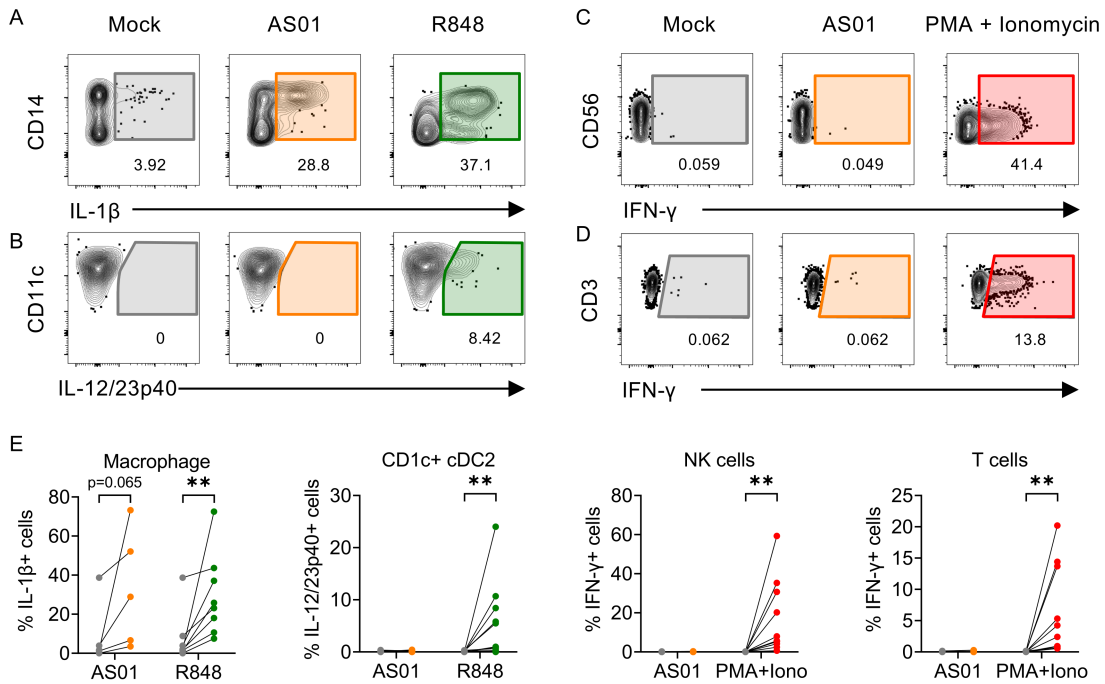 A
Mock AS01 R848
CD14
3.92 28.8 37.1
IL-1β
B
CD11c
0 0 8.42
IL-12/23p40
C
Mock AS01 PMA + Ionomycin
CD56
0.059 0.049 41.4
IFN-γ
D
CD3
0.062 0.062 13.8
IFN-γ
E
Macrophage
p=0.065 **
% IL-1β+ cells
80
60
40
20
0
AS01 R848
CD1c+ cDC2
**
% IL-12/23p40+ cells
30
20
10
0
AS01 R848
NK cells
**
% IFN-γ+ cells
80
60
40
20
0
AS01 PMA+Iono
T cells
**
% IFN-γ+ cells
25
20
15
10
5
0
AS01 PMA+Iono